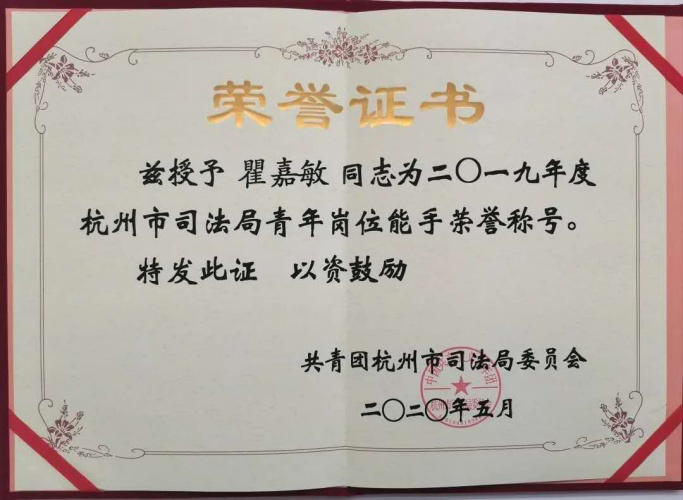 荣誉证书
兹授予 瞿嘉敏 同志为二〇一九年度
杭州市司法局青年岗位能手荣誉称号。
特发此证 以资鼓励
共青团杭州市司法局委员会
二〇二〇年五月